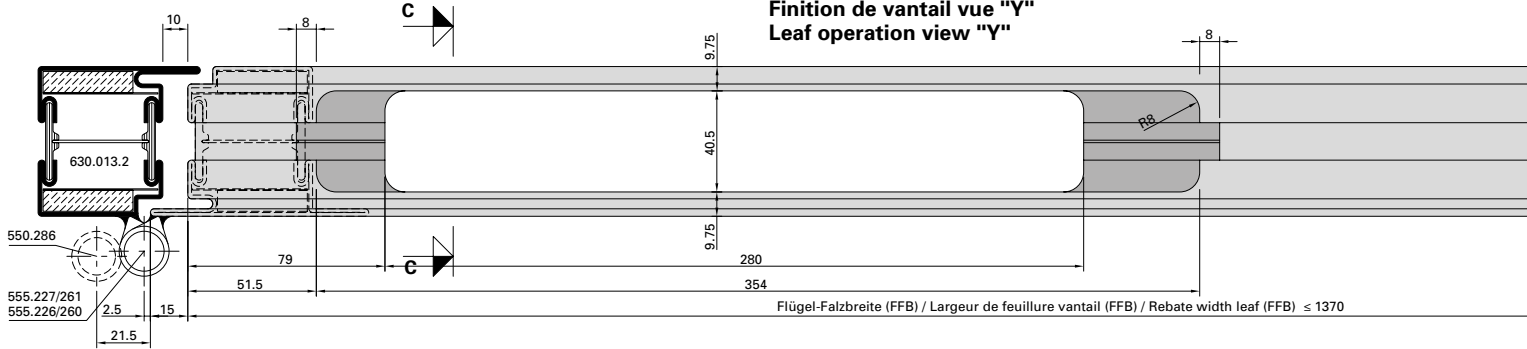 Finition de vantail vue "Y"
Leaf operation view "Y"
C
10
8
9.75
8
630.013.2
40.5
R8
550.286
9.75
C
79
280
555.227/261
555.226/260
51.5
354
2.5
15
Flügel-Falzbreite (FFB) / Largeur de feuillure vantail (FFB) / Rebate width leaf (FFB) ≤ 1370
21.5